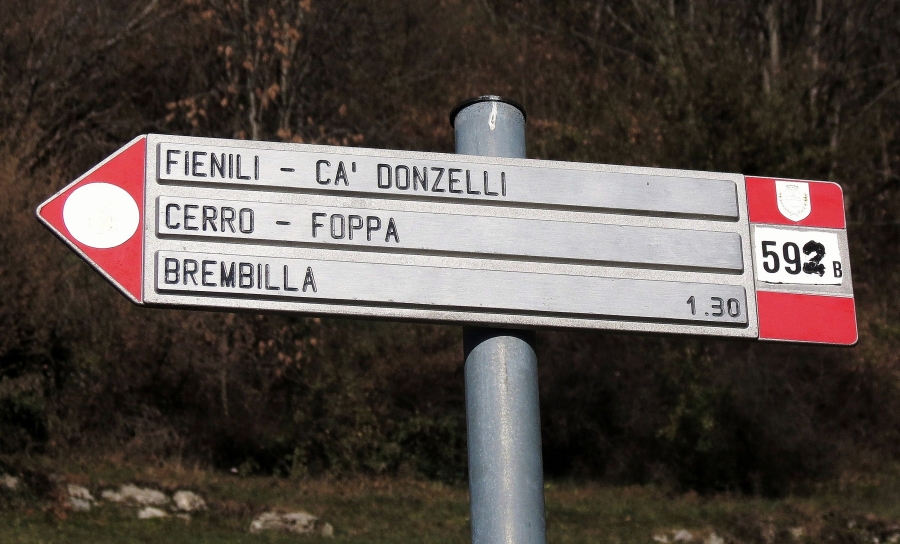 FIENILI - CA' DONZELLI
CERRO - FOPPA
BREMBILLA 1.30
592 B